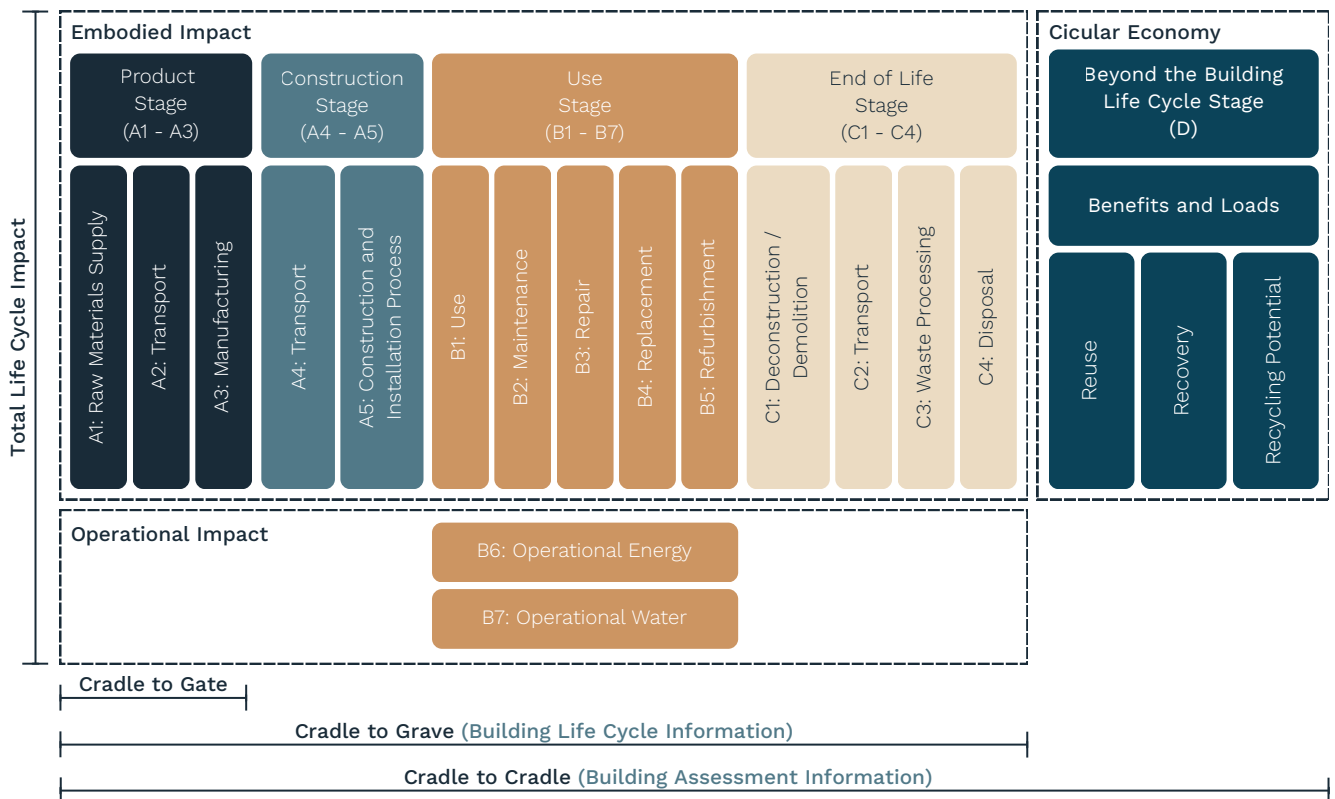 Total Life Cycle Impact
Embodied Impact
Product
Stage
(A1 - A3)
A1: Raw Materials Supply
A2: Transport
A3: Manufacturing
Construction
Stage
(A4 - A5)
A4: Transport
A5: Construction and
Installation Process
Use
Stage
(B1 - B7)
B1: Use
B2: Maintenance
B3: Repair
B4: Replacement
B5: Refurbishment
End of Life
Stage
(C1 - C4)
C1: Deconstruction /
Demolition
C2: Transport
C3: Waste Processing
C4: Disposal
Cicular Economy
Beyond the Building
Life Cycle Stage
(D)
Benefits and Loads
Reuse
Recovery
Recycling Potential
Operational Impact
B6: Operational Energy
B7: Operational Water
Cradle to Gate
Cradle to Grave (Building Life Cycle Information)
Cradle to Cradle (Building Assessment Information)